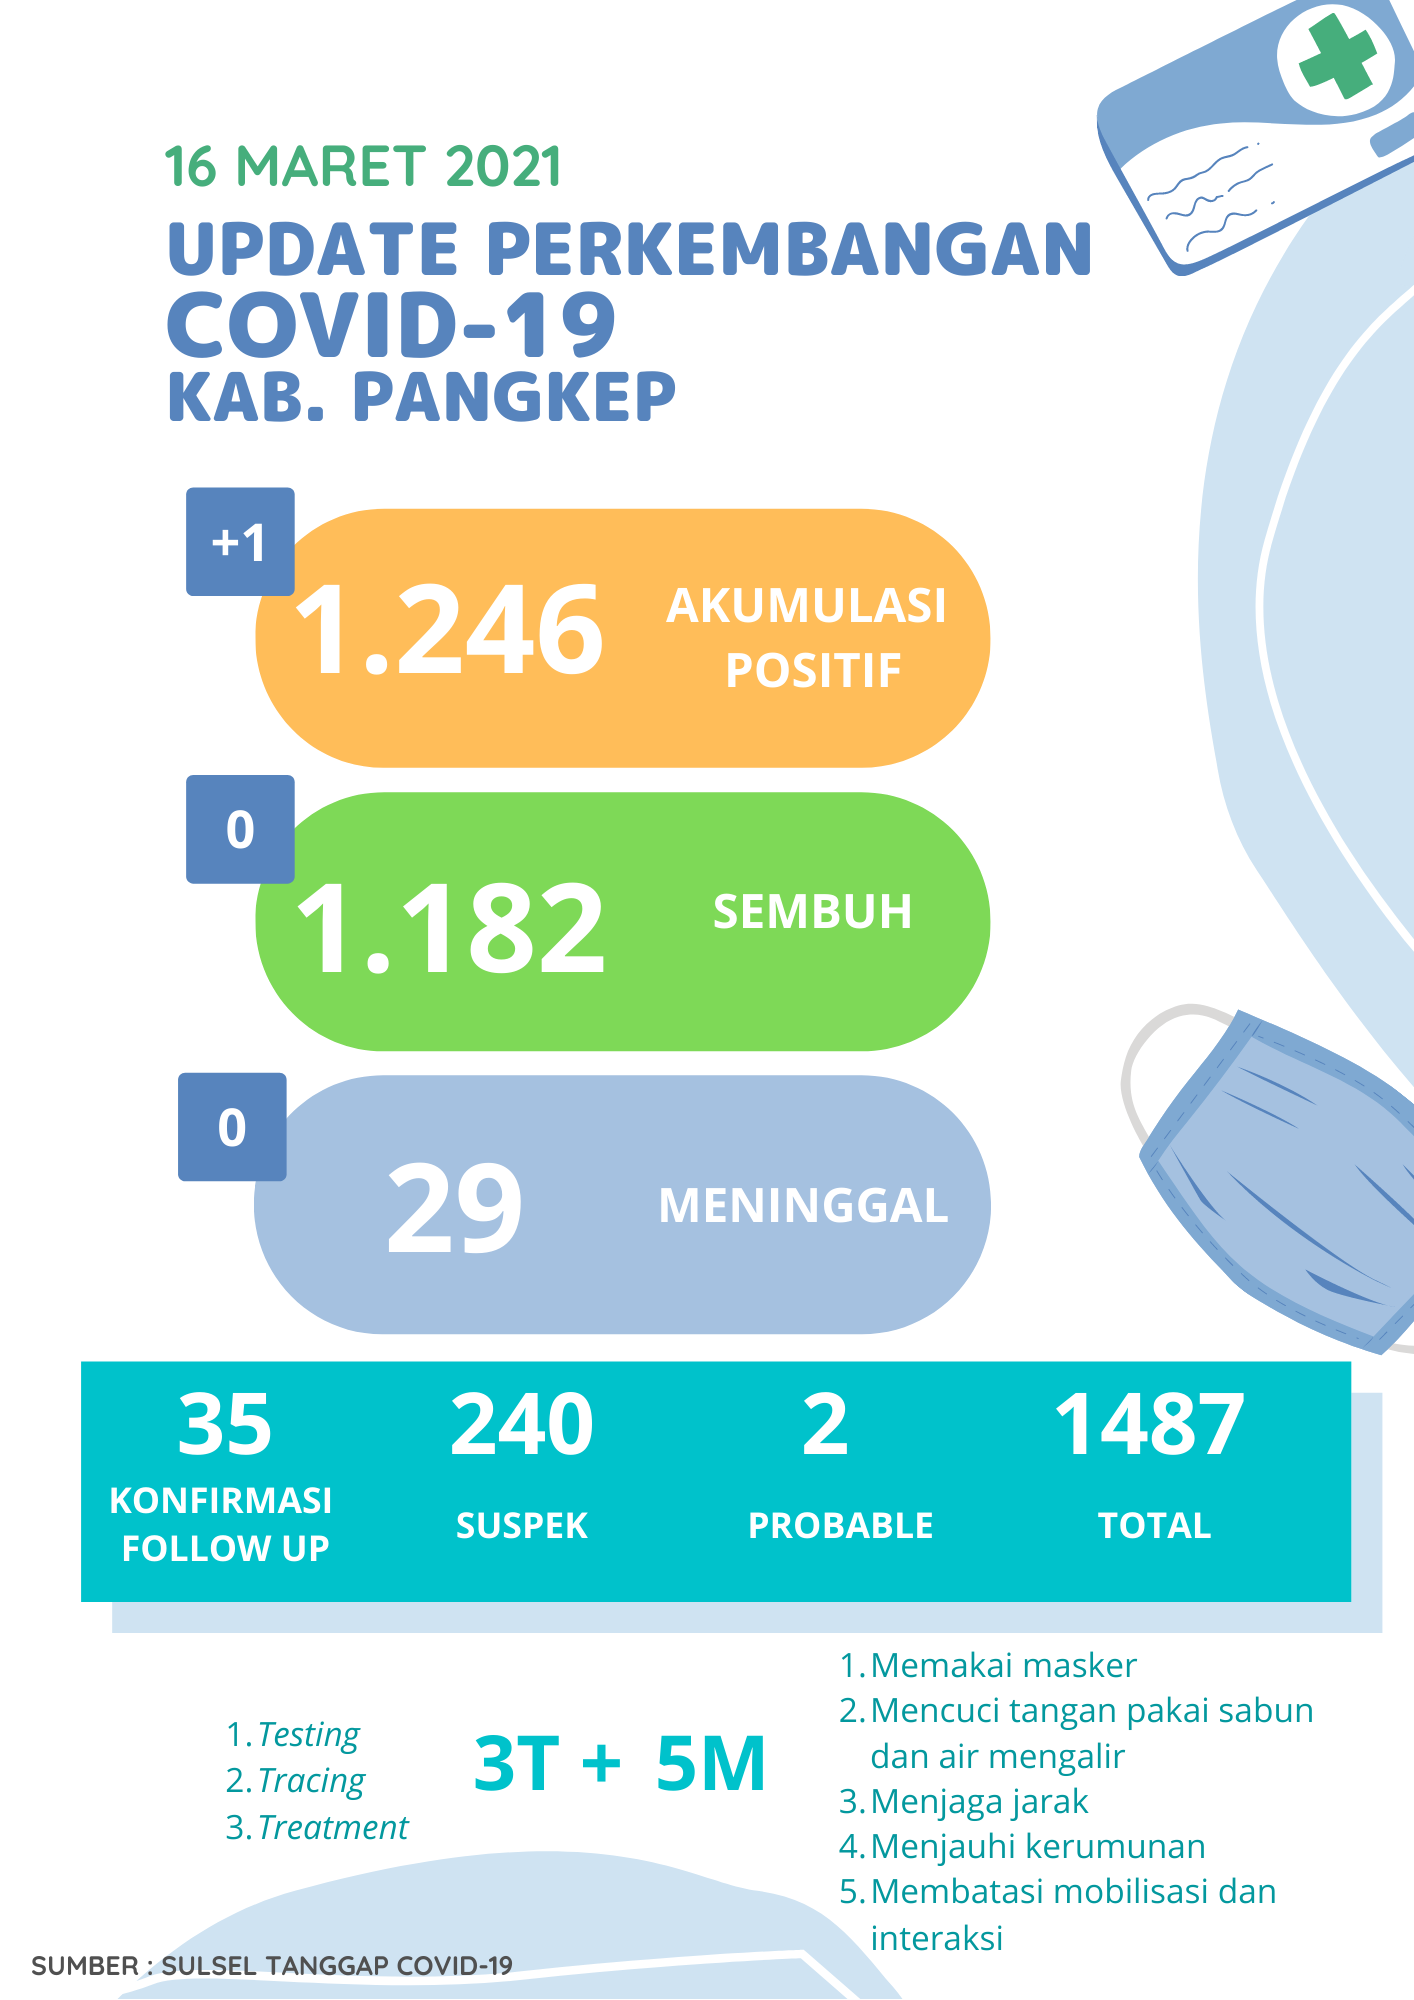 16 MARET 2021
UPDATE PERKEMBANGAN
COVID-19
KAB. PANGKEP
+1
1.246
AKUMULASI
POSITIF
0
1.182
SEMBUH
0
29
MENINGGAL
35
KONFIRMASI
FOLLOW UP
240
SUSPEK
2
PROBABLE
1487
TOTAL
1. Testing
2. Tracing
3. Treatment
3T + 5M
1. Memakai masker
2. Mencuci tangan pakai sabun
dan air mengalir
3. Menjaga jarak
4. Menjauhi kerumunan
5. Membatasi mobilisasi dan
interaksi
SUMBER : SULSEL TANGGAP COVID-19